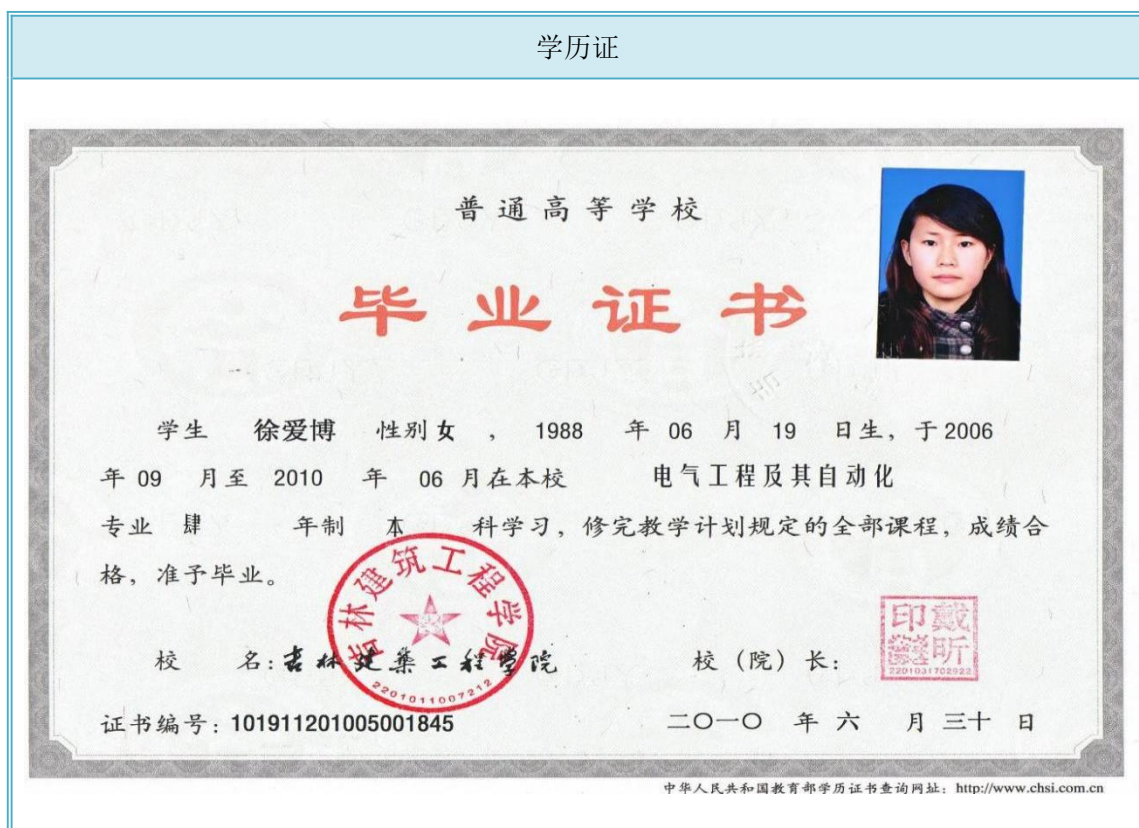 学历证
普通高等学校
毕业证书
学生 徐爱博 性别 女 , 1988 年 06 月 19 日生, 于 2006
年 09 月至 2010 年 06 月在本校 电气工程及其自动化
专业 肆 年制 本 科学习, 修完教学计划规定的全部课程, 成绩合
格, 准予毕业。
吉林建筑工程学院
2201011007212
校 名: 吉林建筑工程学院 校（院）长:
戴昕印
2201031702922
证书编号: 101911201005001845 二〇一〇 年 六 月 三十 日
中华人民共和国教育部学历证书查询网址: http://www.chsi.com.cn